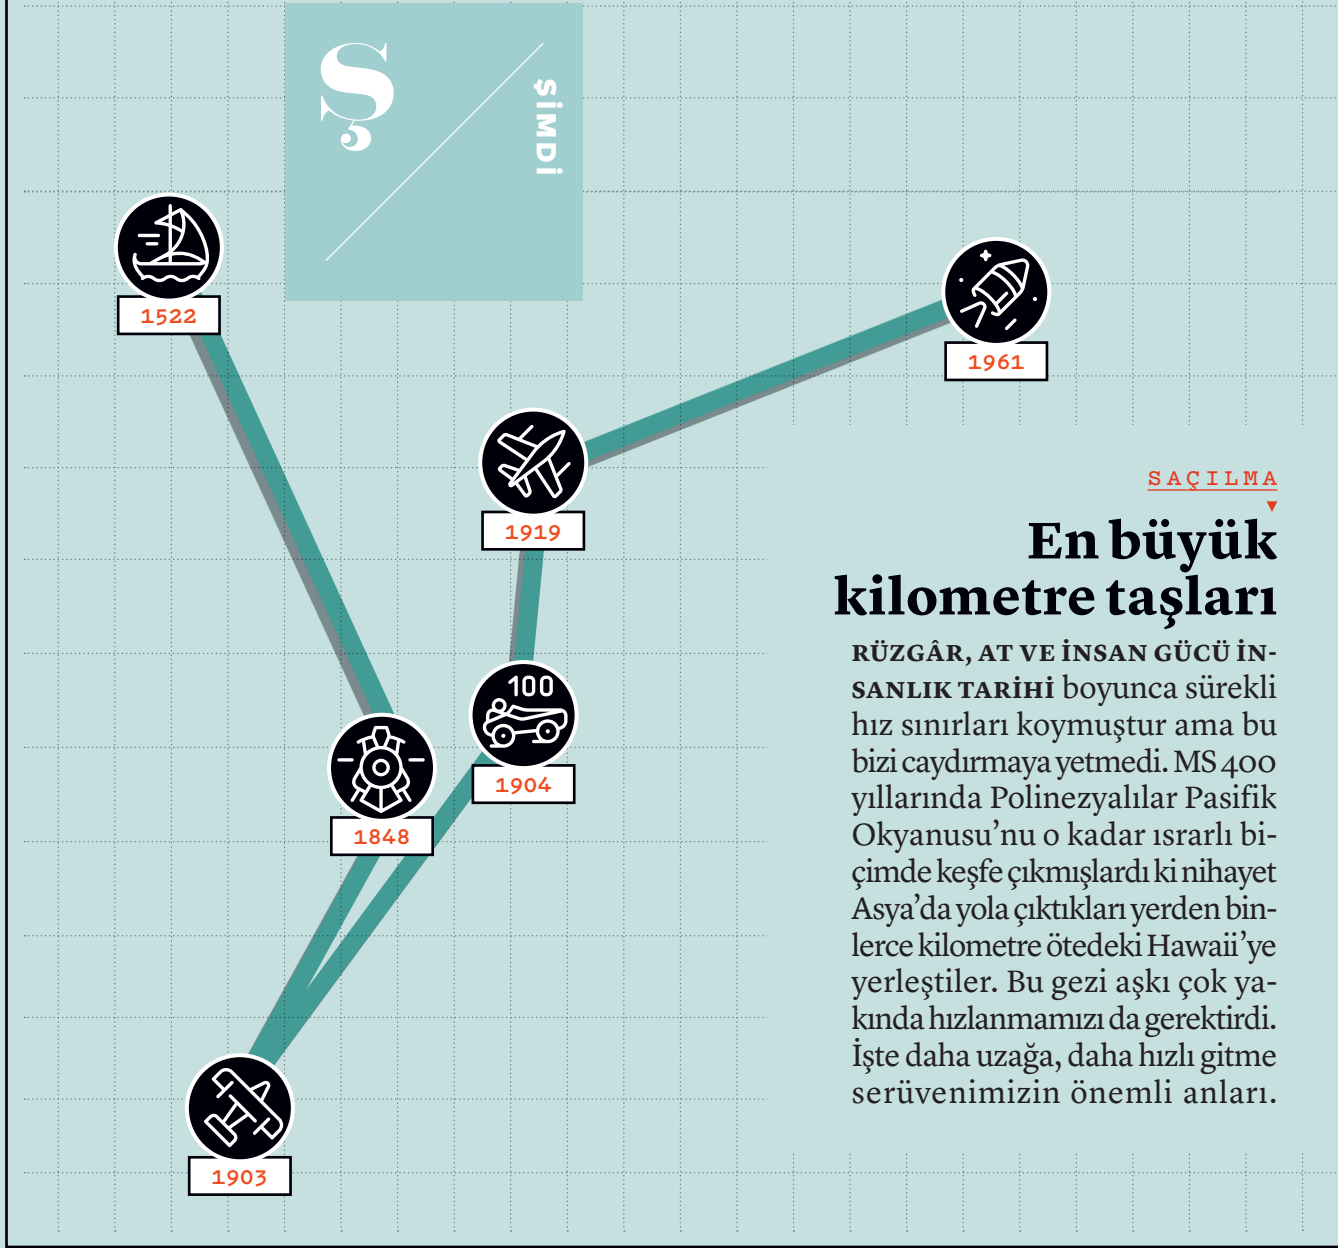 Ş
ŞİMDİ
1522
1961
1919
100
1904
1848
1903
SAÇILMA
En büyük
kilometre taşları
RÜZGÂR, AT VE İNSAN GÜCÜ İN-
SANLIK TARİHİ boyunca sürekli
hız sınırları koymuştur ama bu
bizi caydırmaya yetmedi. MS 400
yıllarında Polinezyalılar Pasifik
Okyanusu’nu o kadar ısrarlı bi-
çimde keşfe çıkmışlardı ki nihayet
Asya’da yola çıktıkları yerden bin-
lerce kilometre ötedeki Hawaii’ye
yerleştiler. Bu gezi aşkı çok ya-
kında hızlanmamızı da gerektirdi.
İşte daha uzağa, daha hızlı gitme
serüvenimizin önemli anları.